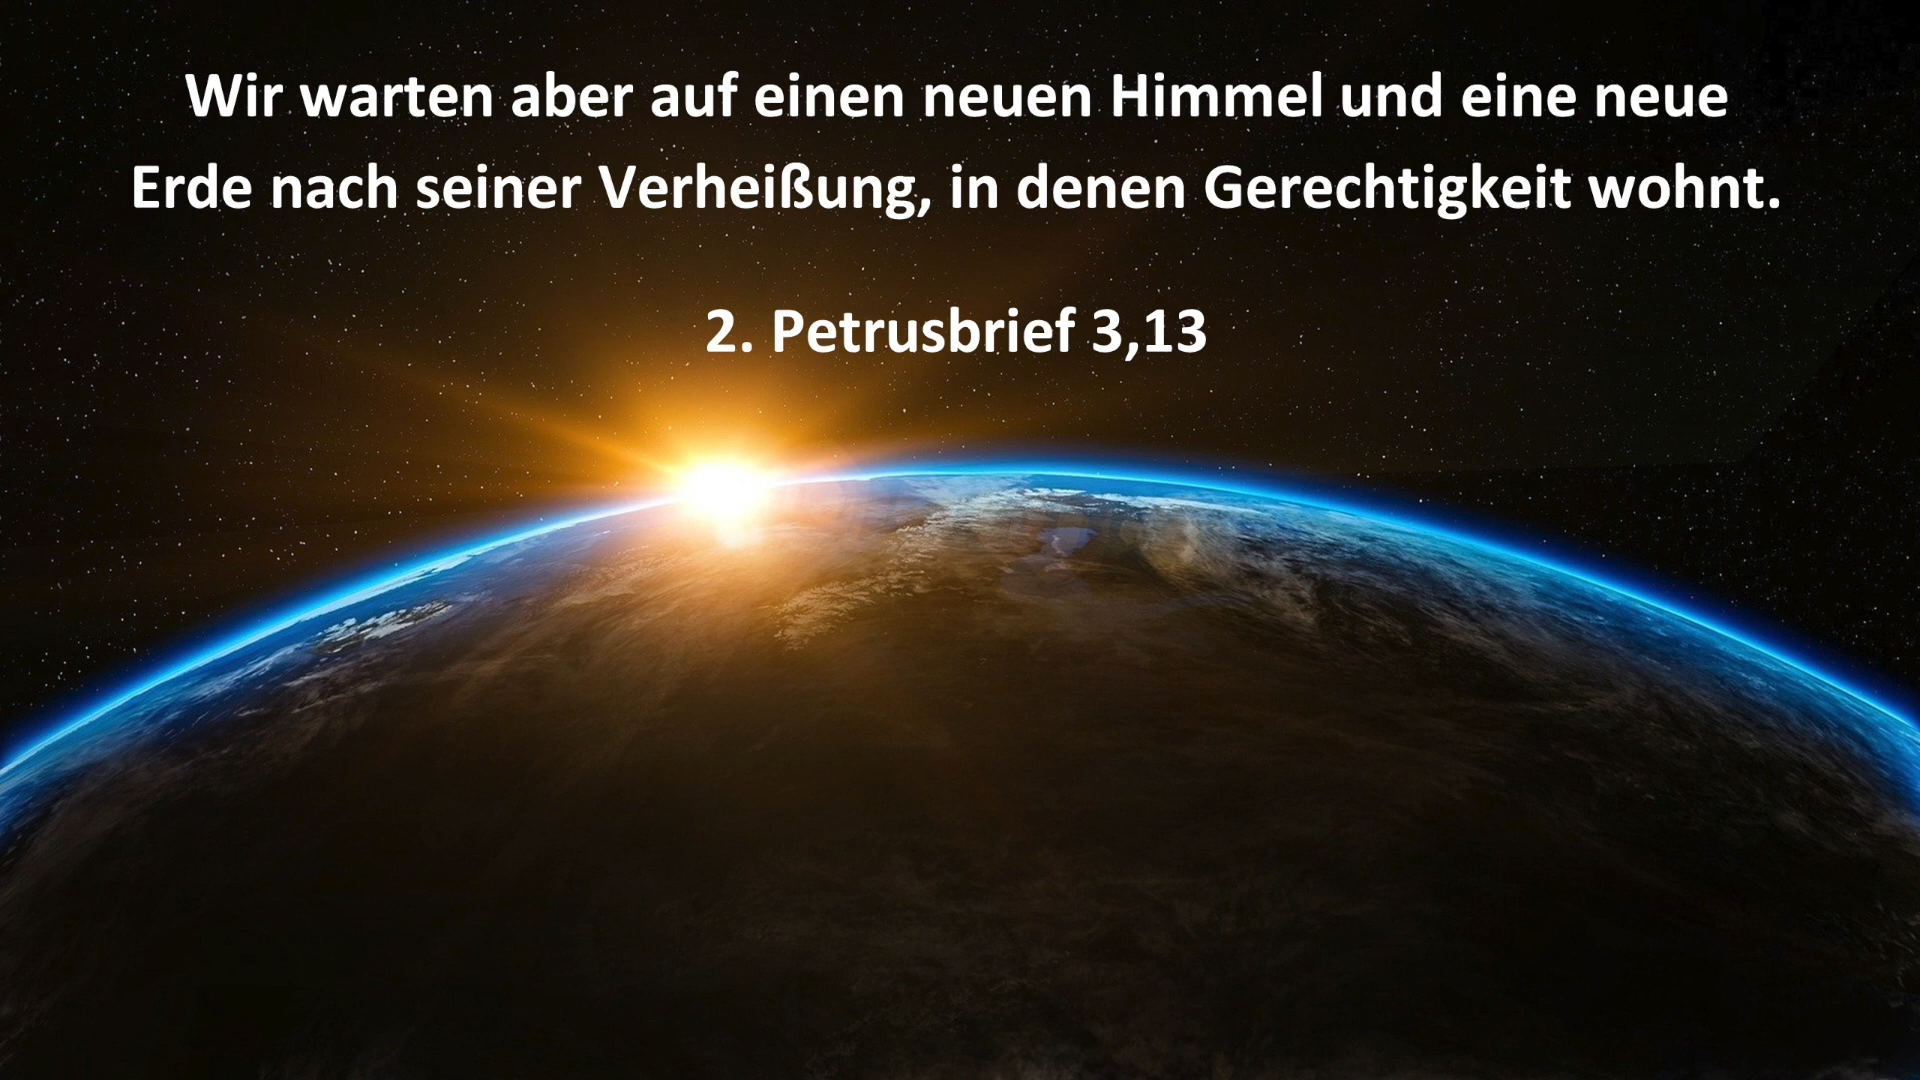 Wir warten aber auf einen neuen Himmel und eine neue
Erde nach seiner Verheißung, in denen Gerechtigkeit wohnt.
2. Petrusbrief 3,13